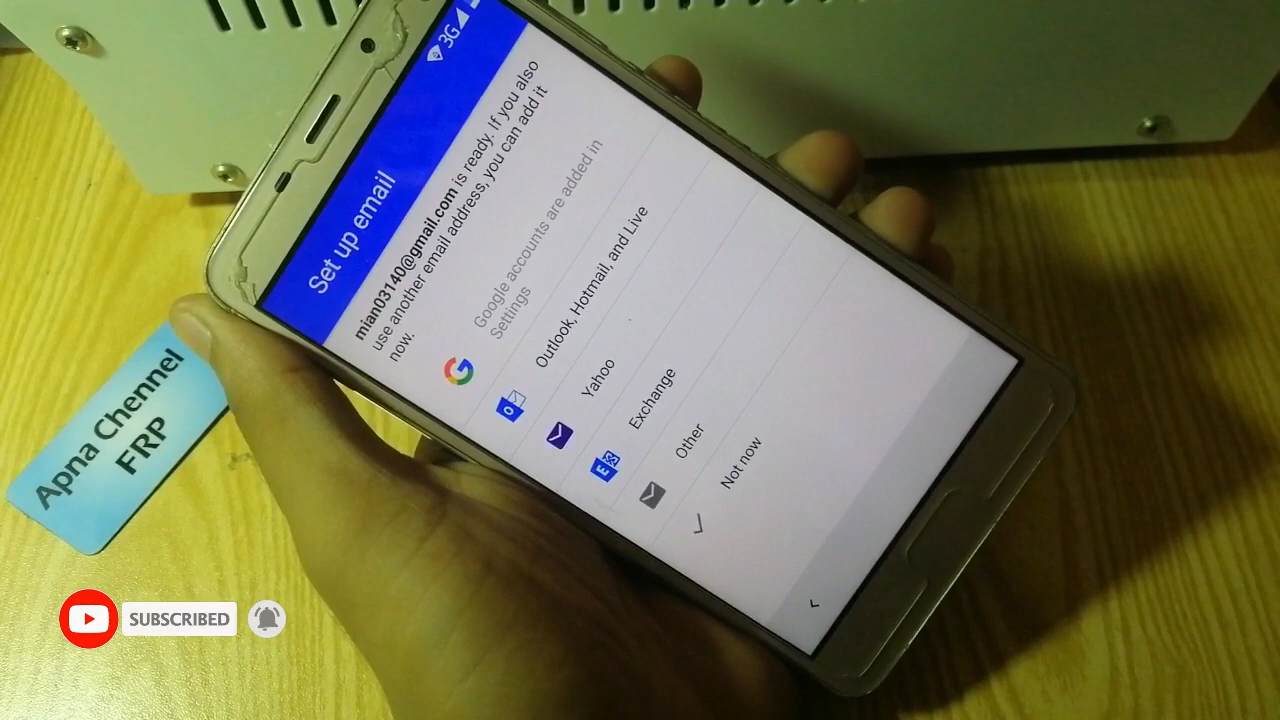 3G
Set up email
mian03140@gmail.com is ready. If you also
use another email address, you can add it
now.
Google accounts are added in
Settings
Outlook, Hotmail, and Live
Yahoo
Exchange
Other
Not now
Apna Chennel
FRP
SUBSCRIBED